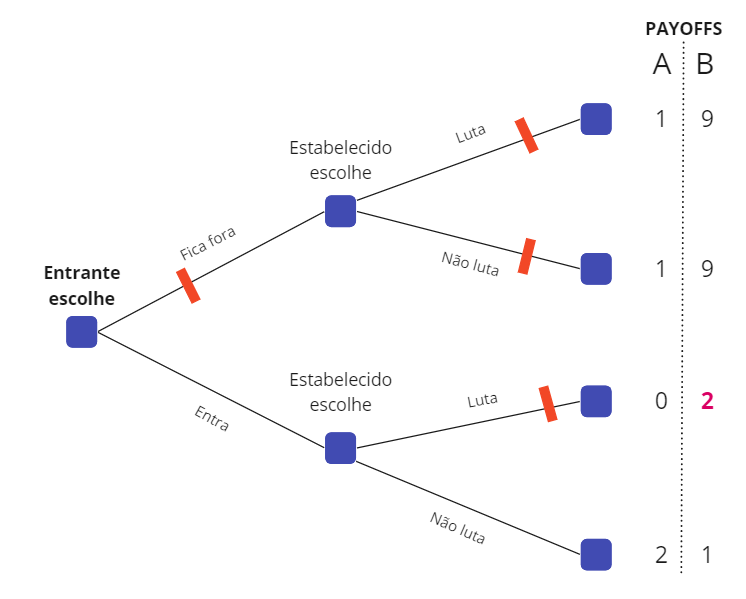 PAYOFFS
A B
Luta
1 9
Estabelecido
escolhe
Fica fora
Não luta
1 9
Entrante
escolhe
Estabelecido
escolhe
Luta
0 2
Entra
Não luta
2 1